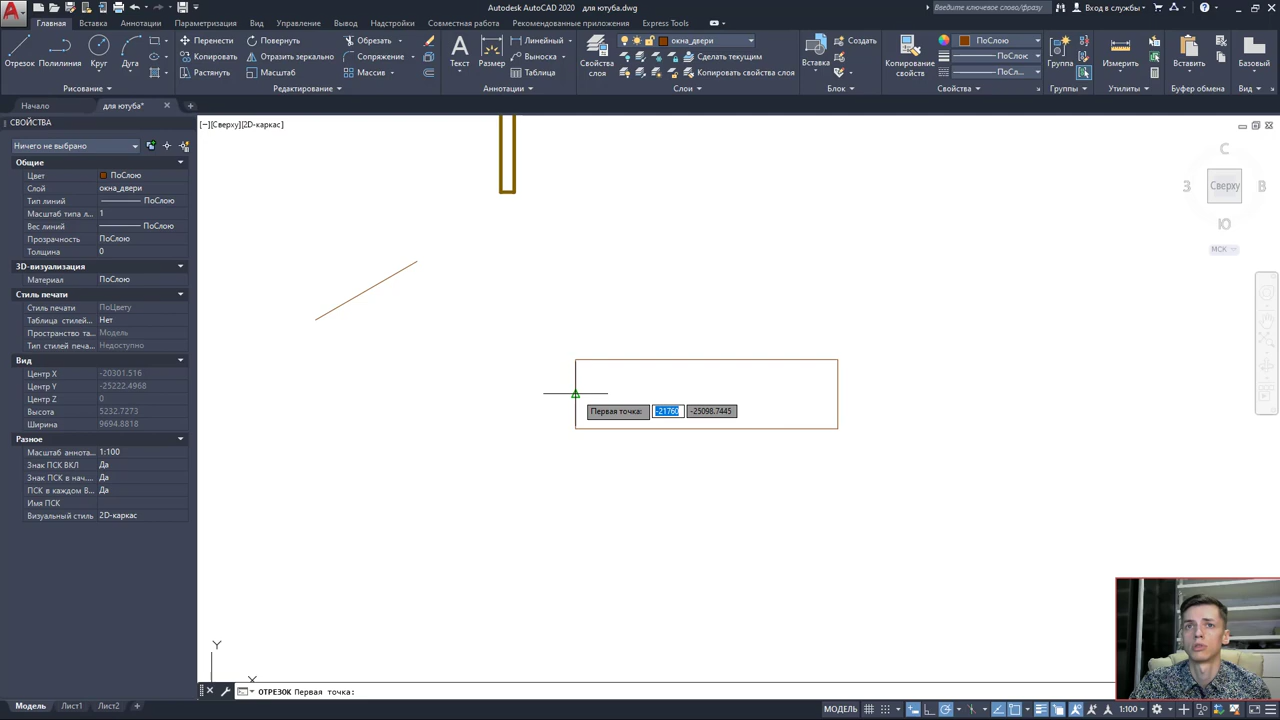 Autodesk AutoCAD 2020 для ютуба.dwg
Введите ключевое слово/фразу
Вход в службы
Главная Вставка Аннотации Параметризация Вид Управление Вывод Надстройки Совместная работа Рекомендованные приложения Express Tools
Отрезок Полилиния Круг Дуга
Перенести Повернуть Обрезать
Копировать Отразить зеркально Сопряжение
Растянуть Масштаб Массив
Текст Размер
Линейный
Выноска
Таблица
Свойства слоя
окна_двери
Сделать текущим
Копировать свойства слоя
Вставка
Создать
Копирование свойств
ПоСлою
ПоСлою
ПоСл...
Группа
Измерить
Вставить
Базовый
Рисование Редактирование Аннотации Слои Блок Свойства Группы Утилиты Буфер обмена Вид
Начало для ютуба*
СВОЙСТВА
[−][Сверху][2D-каркас]
Ничего не выбрано
Общие
Цвет ПоСлою
Слой окна_двери
Тип линий ПоСлою
Масштаб типа л... 1
Вес линий ПоСлою
Прозрачность ПоСлою
Толщина 0
3D-визуализация
Материал ПоСлою
Стиль печати
Стиль печати ПоЦвету
Таблица стилей... Нет
Пространство та... Модель
Тип стилей печат... Недоступно
Вид
Центр X -20301.516
Центр Y -25222.4968
Центр Z 0
Высота 5232.7273
Ширина 9694.8818
Разное
Масштаб аннота... 1:100
Знак ПСК ВКЛ Да
Знак ПСК в нач.... Да
ПСК в каждом В... Да
Имя ПСК
Визуальный стиль 2D-каркас
С
З Сверху В
Ю
МСК
Первая точка: -21760 -25098.7445
Y
X
ОТРЕЗОК Первая точка:
Модель Лист1 Лист2 +
МОДЕЛЬ 1:100